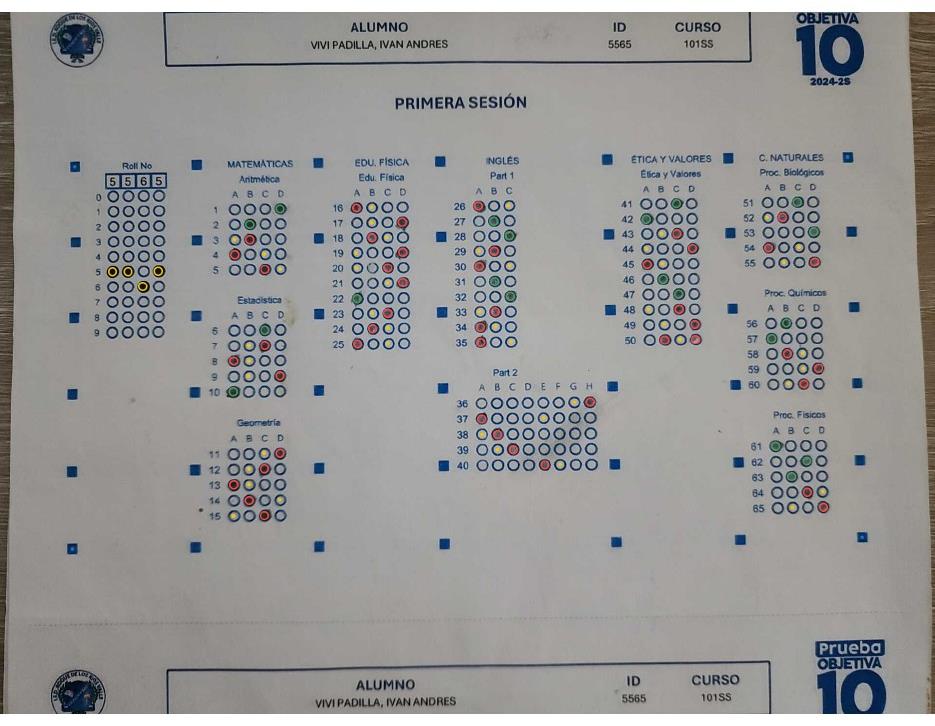 ALUMNO ID CURSO
VIVI PADILLA, IVAN ANDRES 5565 101SS
OBJETIVA
10
2024-2S
PRIMERA SESIÓN
Roll No
5 5 6 5
0
1
2
3
4
5
6
7
8
9
MATEMÁTICAS
Aritmética
A B C D
1
2
3
4
5
Estadística
A B C D
6
7
8
9
10
Geometría
A B C D
11
12
13
14
15
EDU. FÍSICA
Edu. Física
A B C D
16
17
18
19
20
21
22
23
24
25
INGLÉS
Part 1
A B C
26
27
28
29
30
31
32
33
34
35
Part 2
A B C D E F G H
36
37
38
39
40
ÉTICA Y VALORES
Ética y Valores
A B C D
41
42
43
44
45
46
47
48
49
50
C. NATURALES
Proc. Biológicos
A B C D
51
52
53
54
55
Proc. Químicos
A B C D
56
57
58
59
60
Proc. Físicos
A B C D
61
62
63
64
65
ALUMNO ID CURSO
VIVI PADILLA, IVAN ANDRES 5565 101SS
Prueba
OBJETIVA
10